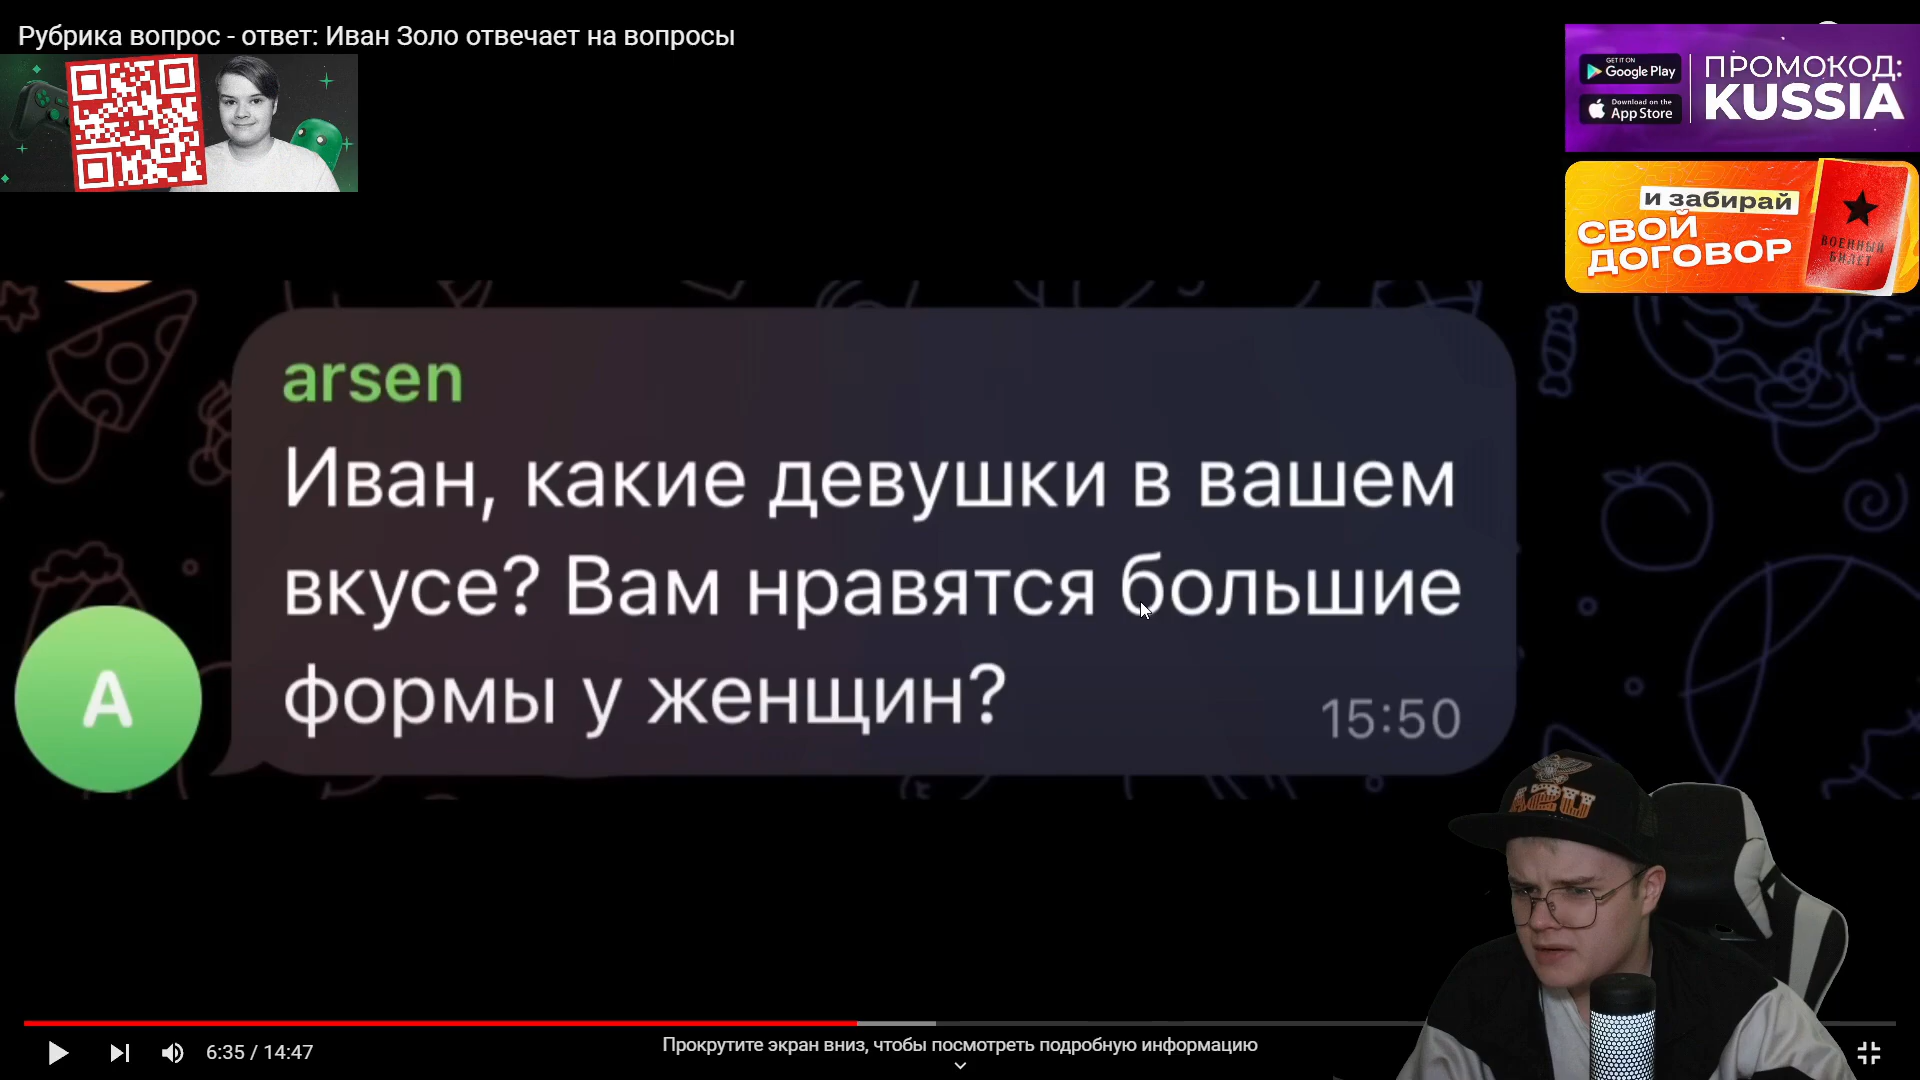 Рубрика вопрос - ответ: Иван Золо отвечает на вопросы
GET IT ON
Google Play
Download on the
App Store
ПРОМОКОД:
KUSSIA
и забирай
СВОЙ
ДОГОВОР
ВОЕННЫЙ
БИЛЕТ
arsen
Иван, какие девушки в вашем
вкусе? Вам нравятся большие
формы у женщин?
15:50
A
A2U
6:35 / 14:47
Прокрутите экран вниз, чтобы посмотреть подробную информацию